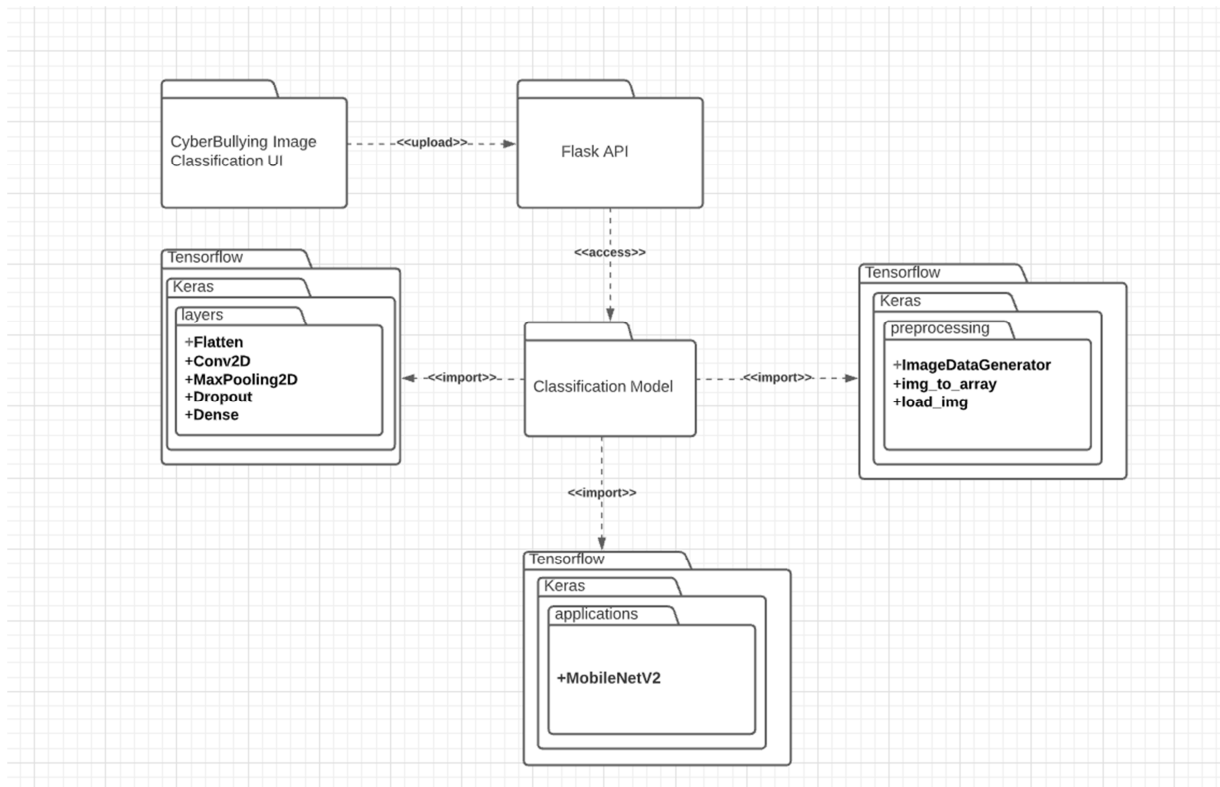 CyberBullying Image
Classification UI
<<upload>>
Flask API
<<access>>
Tensorflow
Keras
layers
+Flatten
+Conv2D
+MaxPooling2D
+Dropout
+Dense
<<import>>
Classification Model
<<import>>
Tensorflow
Keras
preprocessing
+ImageDataGenerator
+img_to_array
+load_img
<<import>>
Tensorflow
Keras
applications
+MobileNetV2